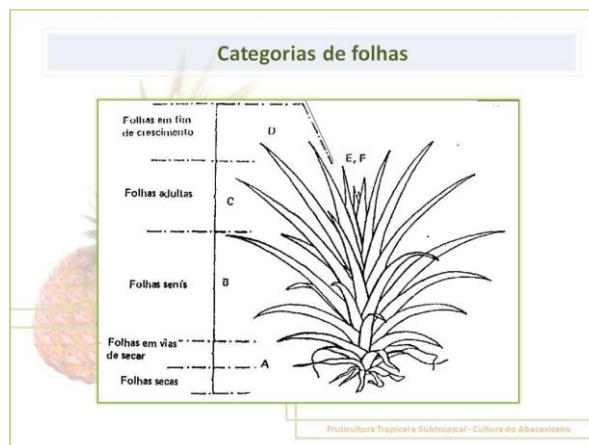 Categorias de folhas
Folhas em fim
de crescimento
D
E, F
Folhas adultas
C
Folhas senís
B
Folhas em vias
de secar
A
Folhas secas
Fruticultura Tropical e Subtropical - Cultura do Abacaxizeiro